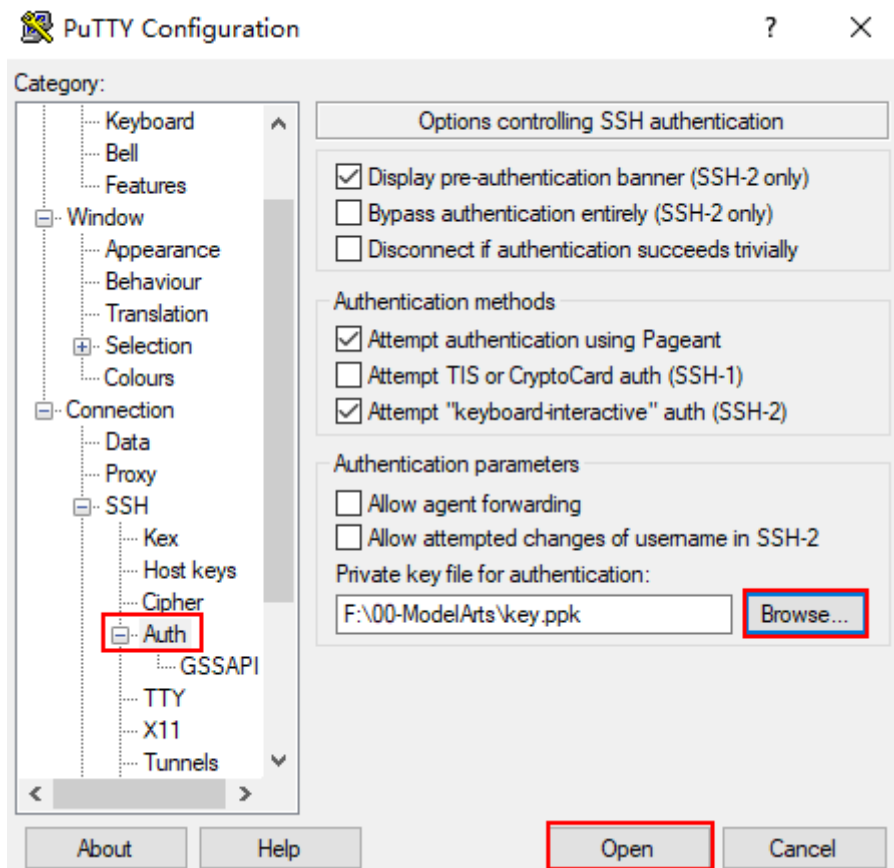 PuTTY Configuration
?
Category:
Keyboard
Bell
Features
Window
Appearance
Behaviour
Translation
Selection
Colours
Connection
Data
Proxy
SSH
Kex
Host keys
Cipher
Auth
GSSAPI
TTY
X11
Tunnels
Options controlling SSH authentication
Display pre-authentication banner (SSH-2 only)
Bypass authentication entirely (SSH-2 only)
Disconnect if authentication succeeds trivially
Authentication methods
Attempt authentication using Pageant
Attempt TIS or CryptoCard auth (SSH-1)
Attempt "keyboard-interactive" auth (SSH-2)
Authentication parameters
Allow agent forwarding
Allow attempted changes of username in SSH-2
Private key file for authentication:
F:\00-ModelArts\key.ppk
Browse...
About
Help
Open
Cancel